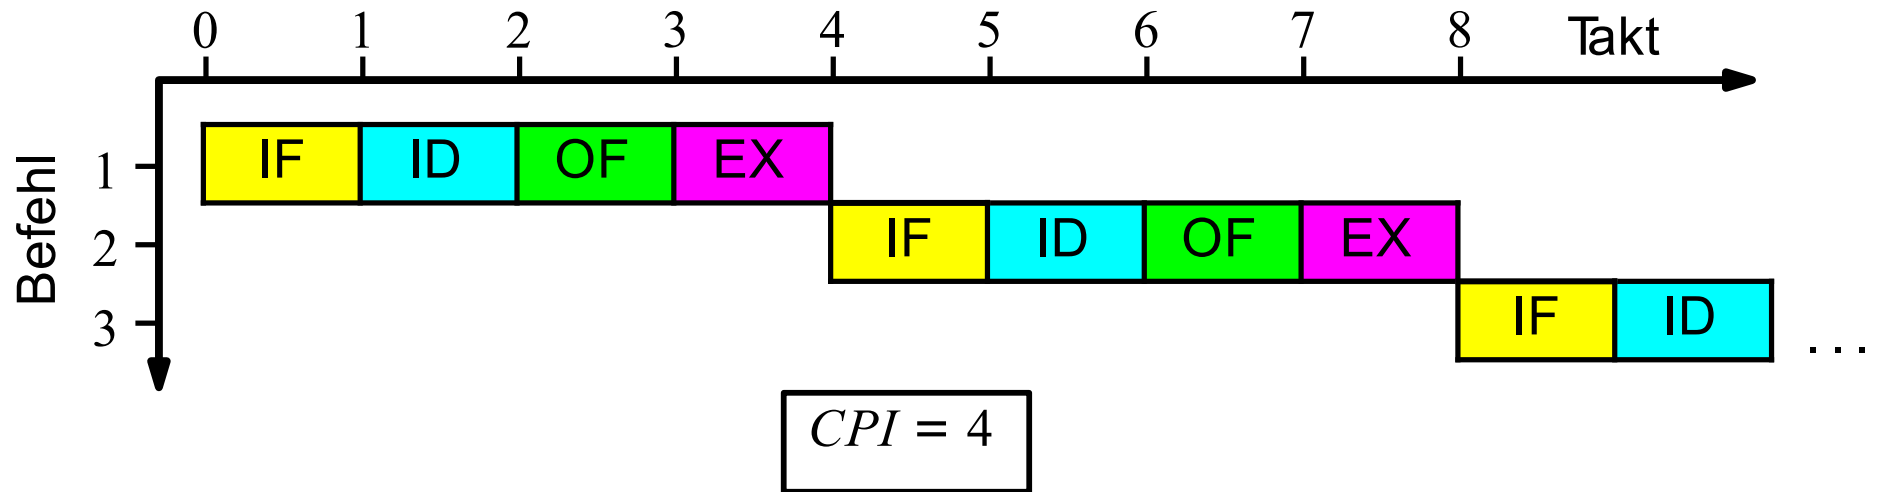 0 1 2 3 4 5 6 7 8 Takt
Befehl
1 IF ID OF EX
2 IF ID OF EX
3 IF ID ...
CPI = 4